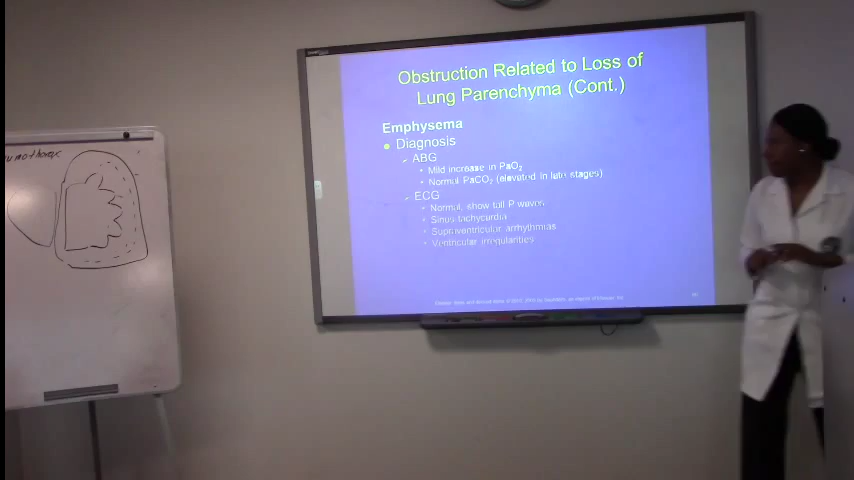 Obstruction Related to Loss of
Lung Parenchyma (Cont.)
Emphysema
Diagnosis
ABG
Mild increase in PaO₂
Normal PaCO₂ (elevated in late stages)
ECG
Normal, show tall P waves
Sinus tachycardia
Supraventricular arrhythmias
Ventricular irregularities